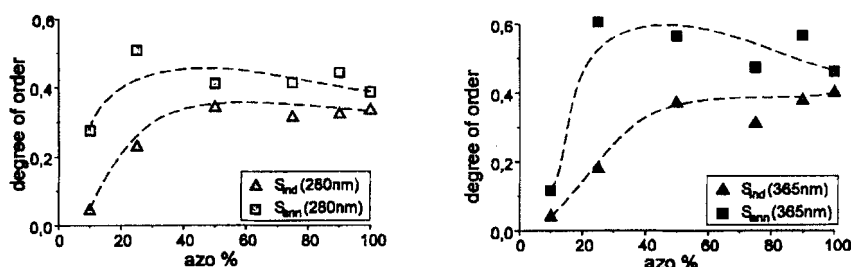 0,6
0,4
0,2
0,0
0 20 40 60 80 100
degree of order
azo %
S_ind (280nm)
S_ann (280nm)
0,6
0,4
0,2
0,0
0 20 40 60 80 100
degree of order
azo %
S_ind (365nm)
S_ann (365nm)